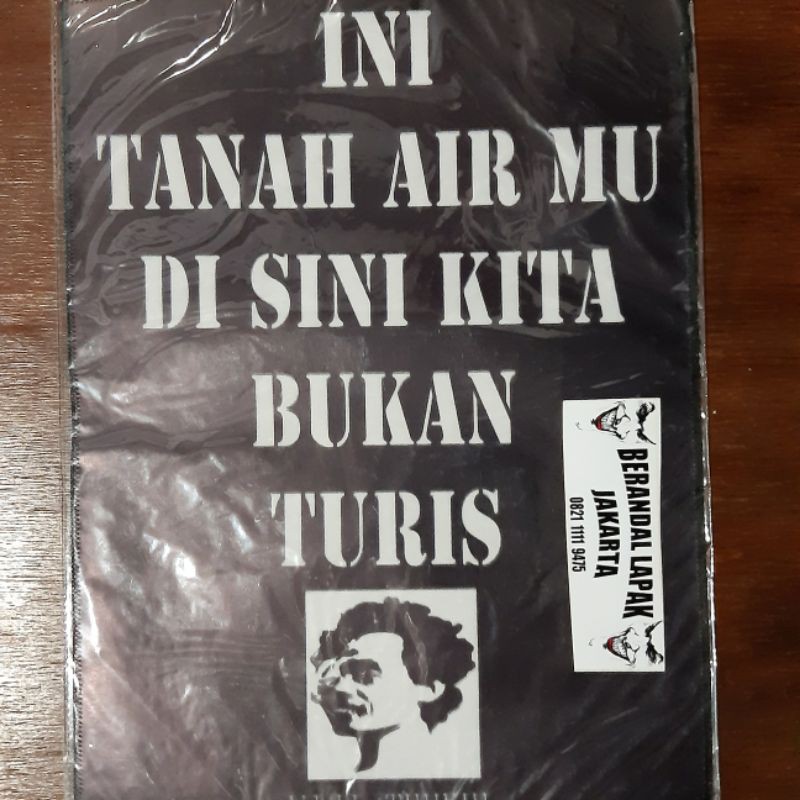 INI
TANAH AIR MU
DI SINI KITA
BUKAN
TURIS
BERANDAL LAPAK
JAKARTA
0821 1111 9475